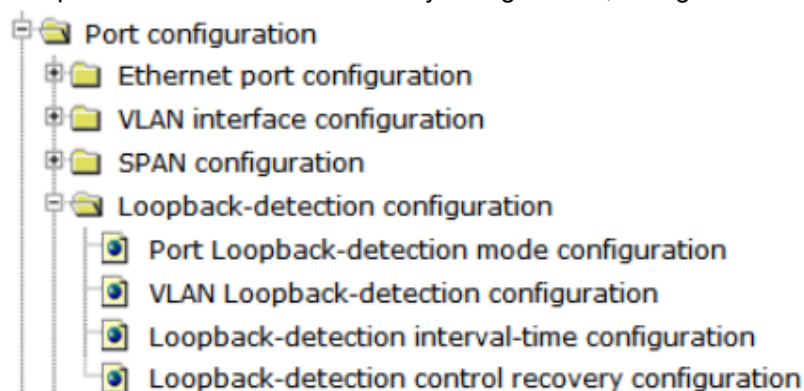 Port configuration
Ethernet port configuration
VLAN interface configuration
SPAN configuration
Loopback-detection configuration
Port Loopback-detection mode configuration
VLAN Loopback-detection configuration
Loopback-detection interval-time configuration
Loopback-detection control recovery configuration